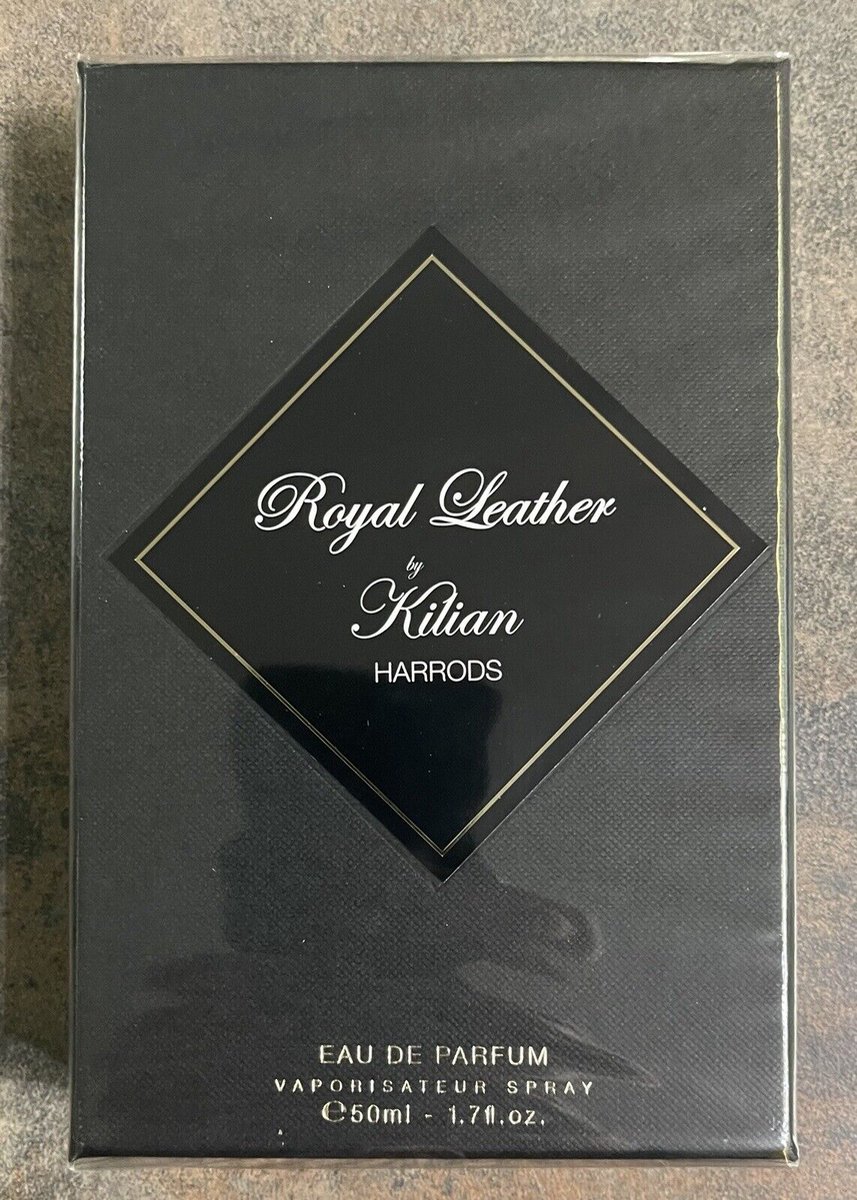 Royal Leather
by
Kilian
HARRODS
EAU DE PARFUM
VAPORISATEUR SPRAY
℮50ml - 1.7fl.oz.